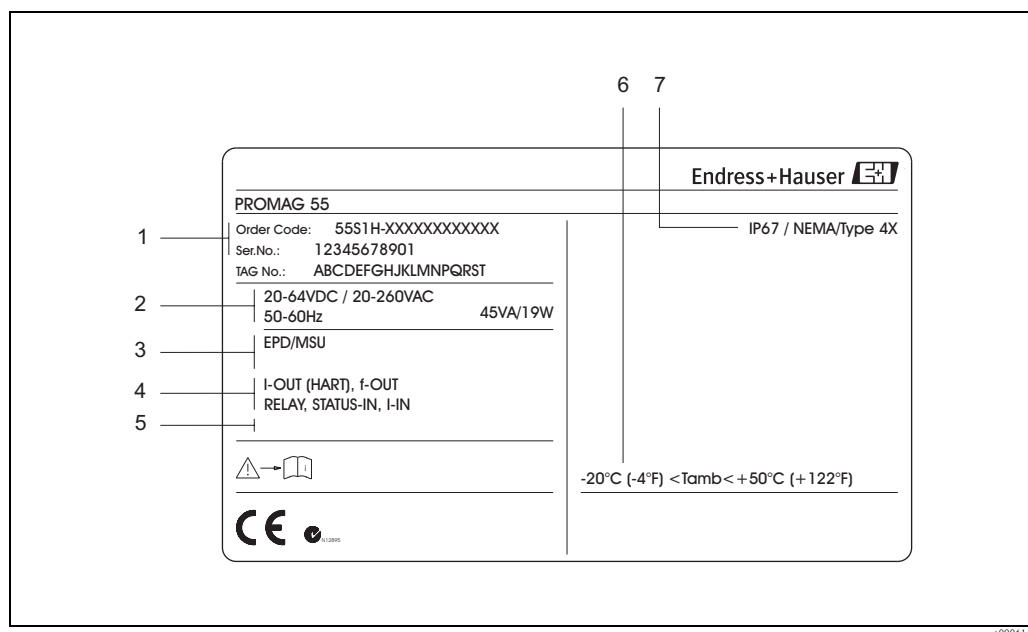 6 7
Endress+Hauser
PROMAG 55
1
Order Code: 55S1H-XXXXXXXXXXXX
Ser.No.: 12345678901
TAG No.: ABCDEFGHJKLMNPQRST
IP67 / NEMA/Type 4X
2
20-64VDC / 20-260VAC
50-60Hz 45VA/19W
3
EPD/MSU
4
I-OUT (HART), f-OUT
RELAY, STATUS-IN, I-IN
5
i
-20°C (-4°F) <Tamb<+50°C (+122°F)
CE
N12895